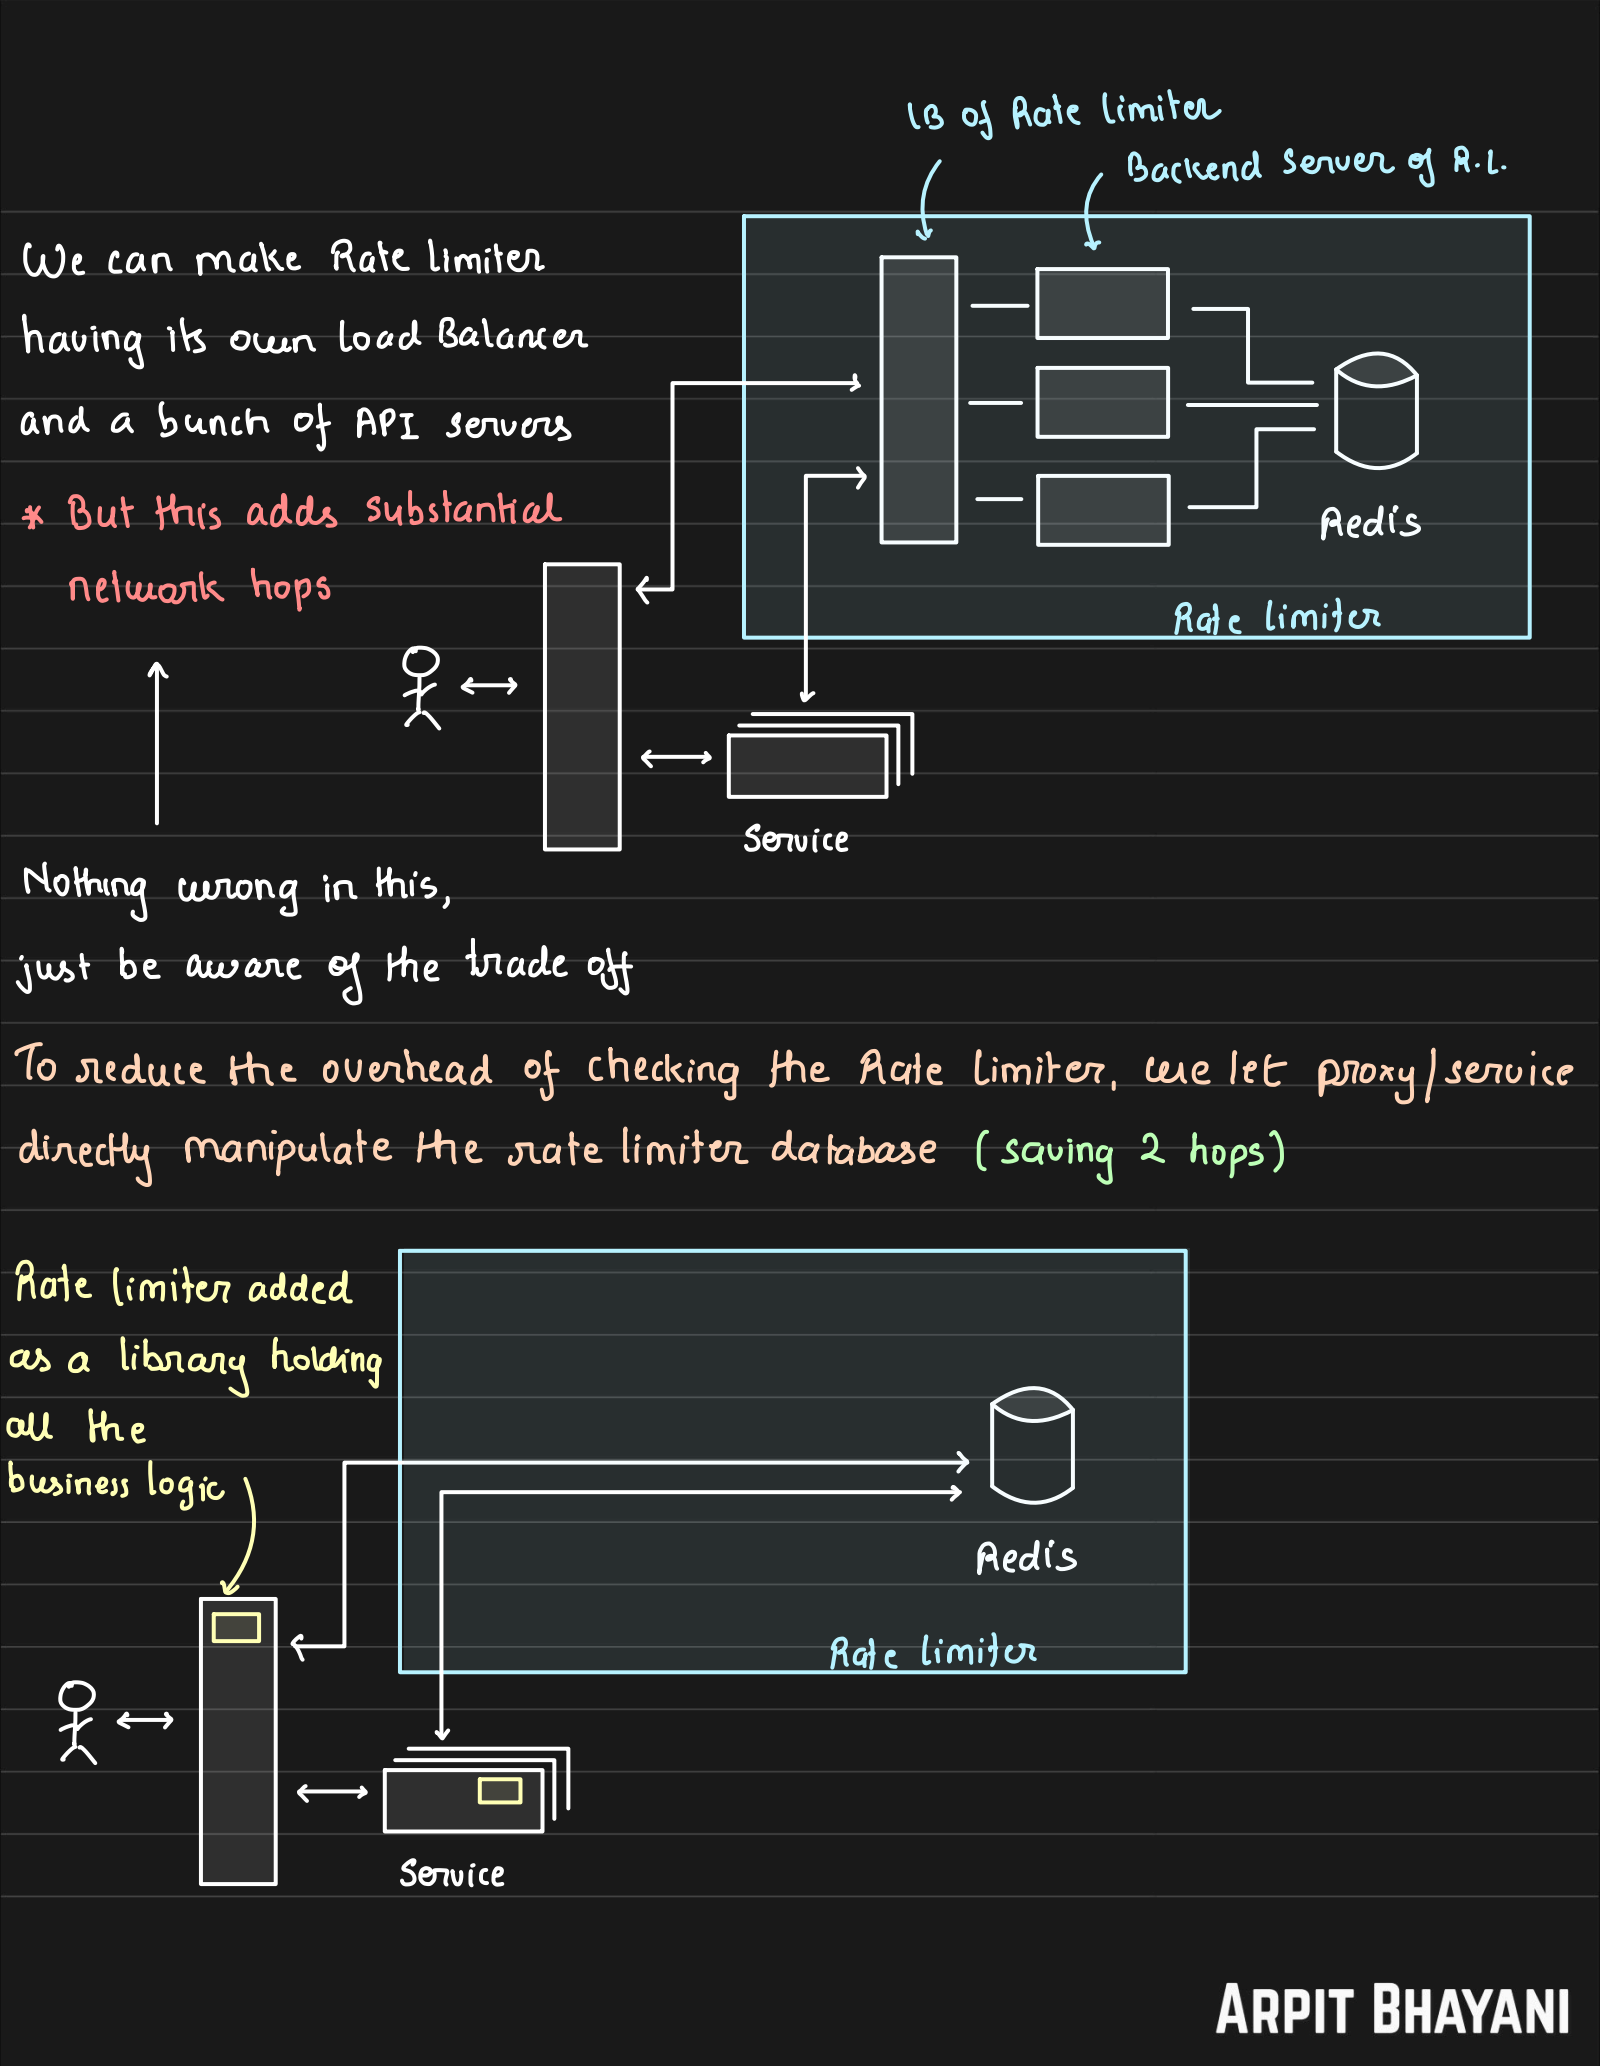 LB of Rate limiter
Backend Server of R.L.
We can make Rate limiter
having its own load Balancer
and a bunch of API servers
* But this adds substantial
network hops
Redis
Rate limiter
Service
Nothing wrong in this,
just be aware of the trade off
To reduce the overhead of checking the Rate Limiter, we let proxy/service
directly manipulate the rate limiter database (saving 2 hops)
Rate limiter added
as a library holding
all the
business logic
Redis
Rate limiter
Service
ARPIT BHAYANI